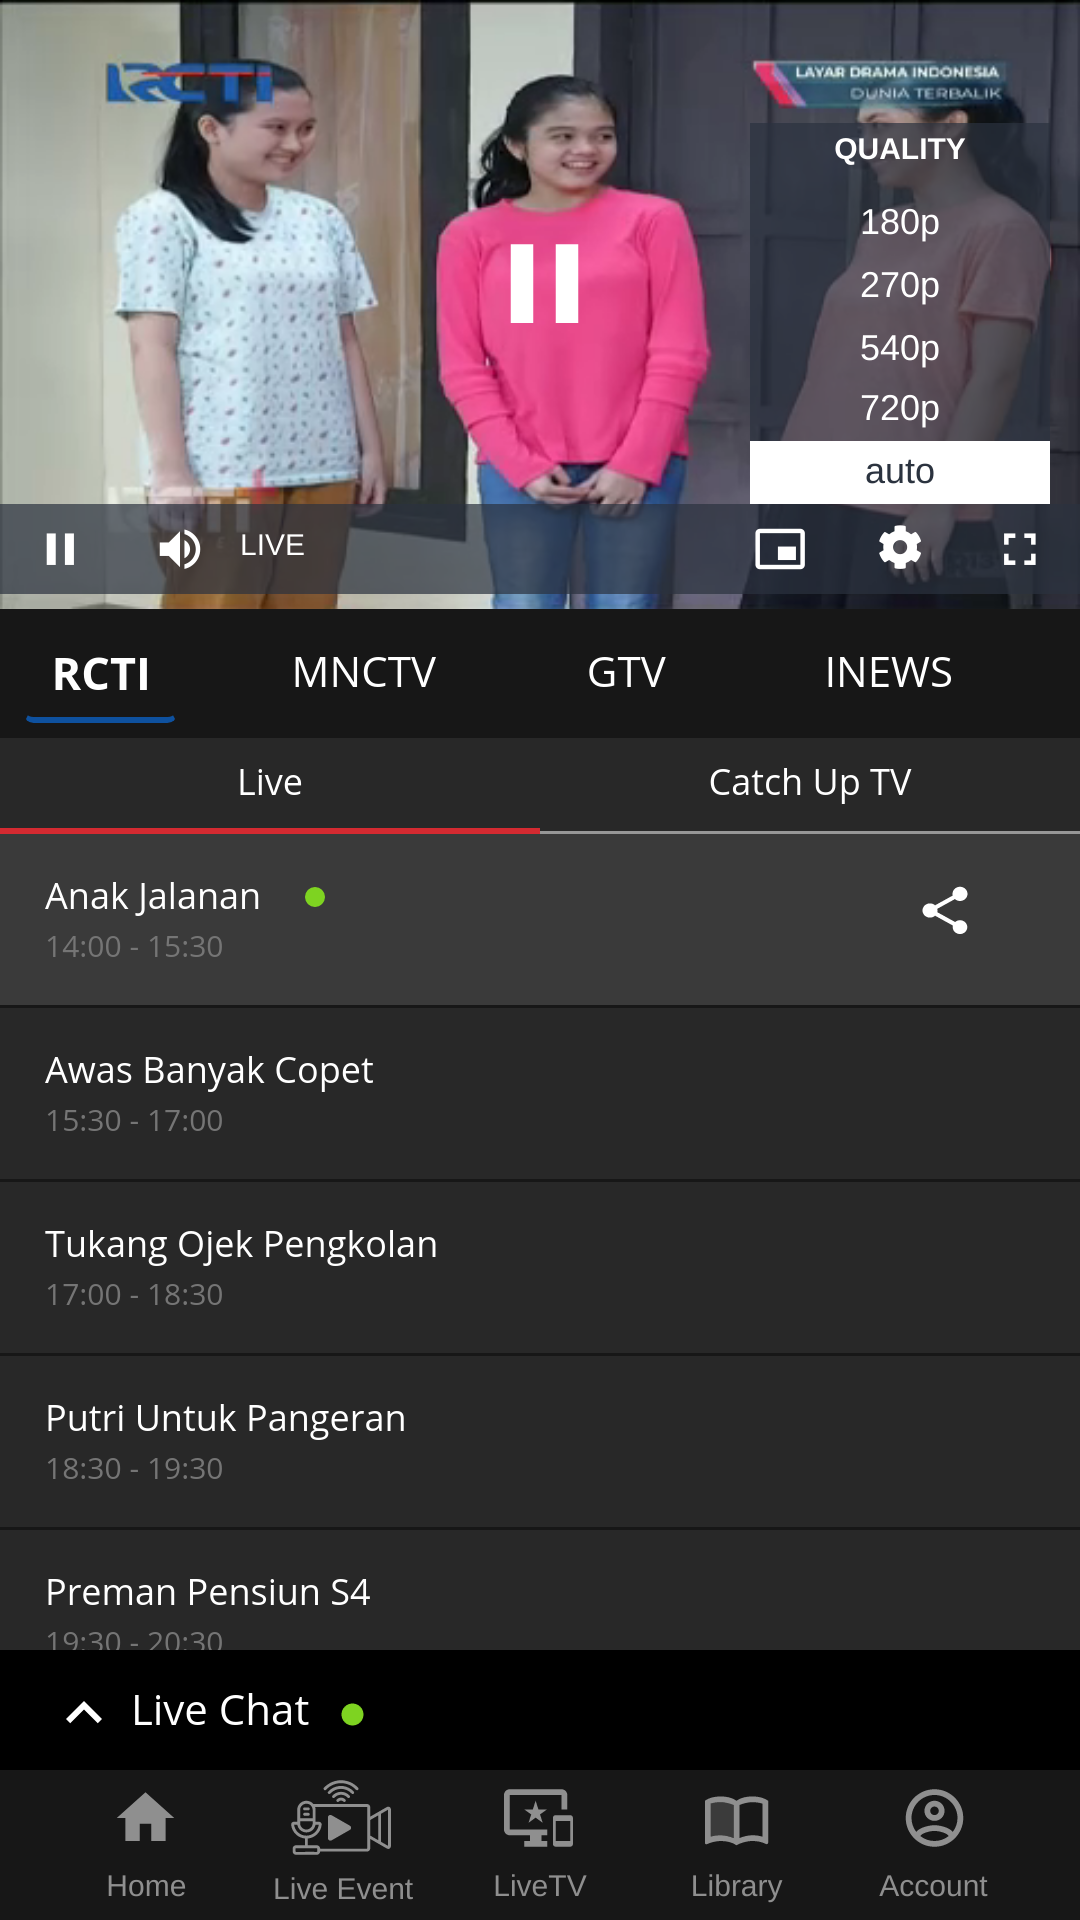 RCTI
LAYAR DRAMA INDONESIA
DUNIA TERBALIK
QUALITY
180p
270p
540p
720p
auto
LIVE
RCTI
MNCTV
GTV
INEWS
Live
Catch Up TV
Anak Jalanan
14:00 - 15:30
Awas Banyak Copet
15:30 - 17:00
Tukang Ojek Pengkolan
17:00 - 18:30
Putri Untuk Pangeran
18:30 - 19:30
Preman Pensiun S4
19:30 - 20:30
Live Chat
Home
Live Event
LiveTV
Library
Account